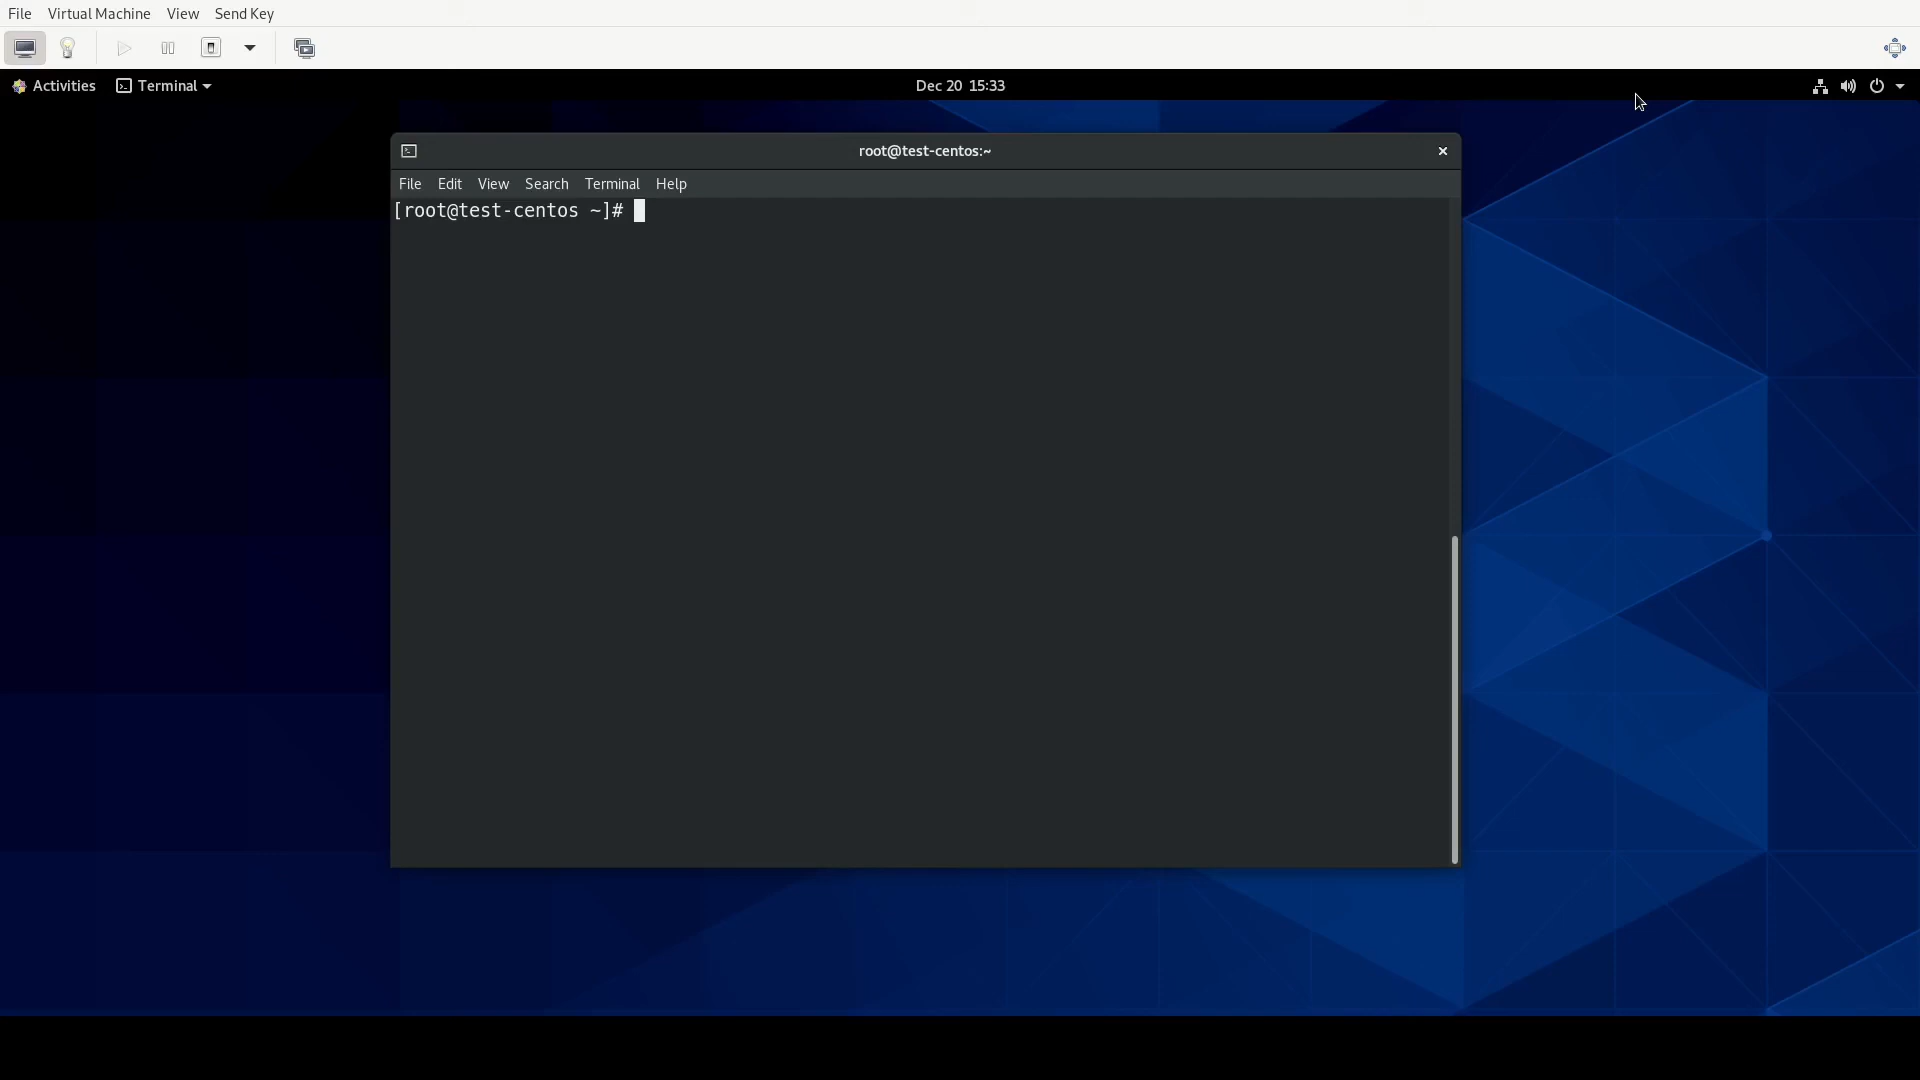 File Virtual Machine View Send Key
Activities Terminal Dec 20 15:33
root@test-centos:~
File Edit View Search Terminal Help
[root@test-centos ~]#